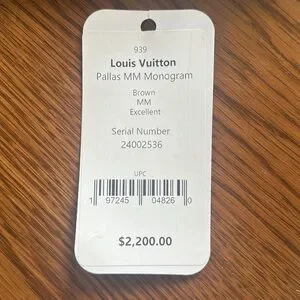 939
Louis Vuitton
Pallas MM Monogram
Brown
MM
Excellent
Serial Number
24002536
UPC
1 97245 04826 0
$2,200.00